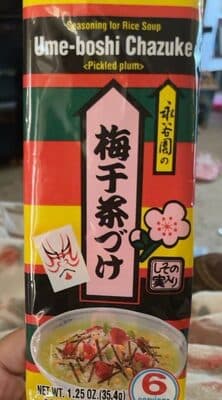 Seasoning for Rice Soup
Ume-boshi Chazuke
<Pickled plum>
永谷園の
梅干茶づけ
しその
実入り
6
servings
NET WT. 1.25 OZ. (35.4g)